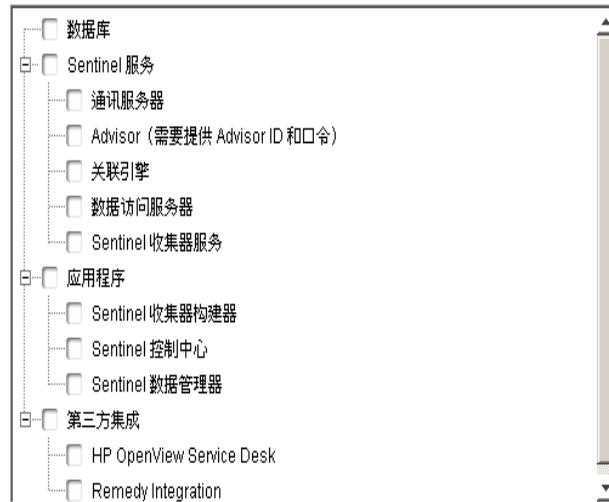 数据库
Sentinel 服务
通讯服务器
Advisor（需要提供 Advisor ID 和口令）
关联引擎
数据访问服务器
Sentinel 收集器服务
应用程序
Sentinel 收集器构建器
Sentinel 控制中心
Sentinel 数据管理器
第三方集成
HP OpenView Service Desk
Remedy Integration